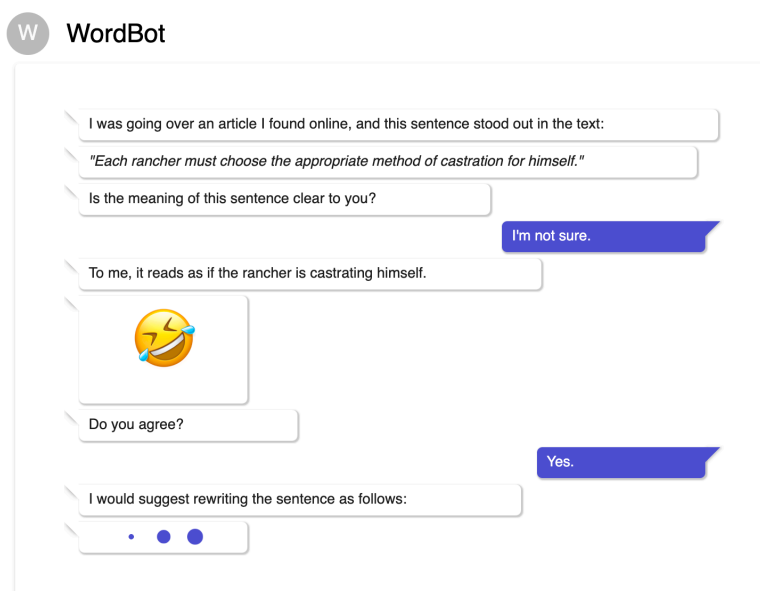 W
WordBot
I was going over an article I found online, and this sentence stood out in the text:
"Each rancher must choose the appropriate method of castration for himself."
Is the meaning of this sentence clear to you?
I'm not sure.
To me, it reads as if the rancher is castrating himself.
Do you agree?
Yes.
I would suggest rewriting the sentence as follows: